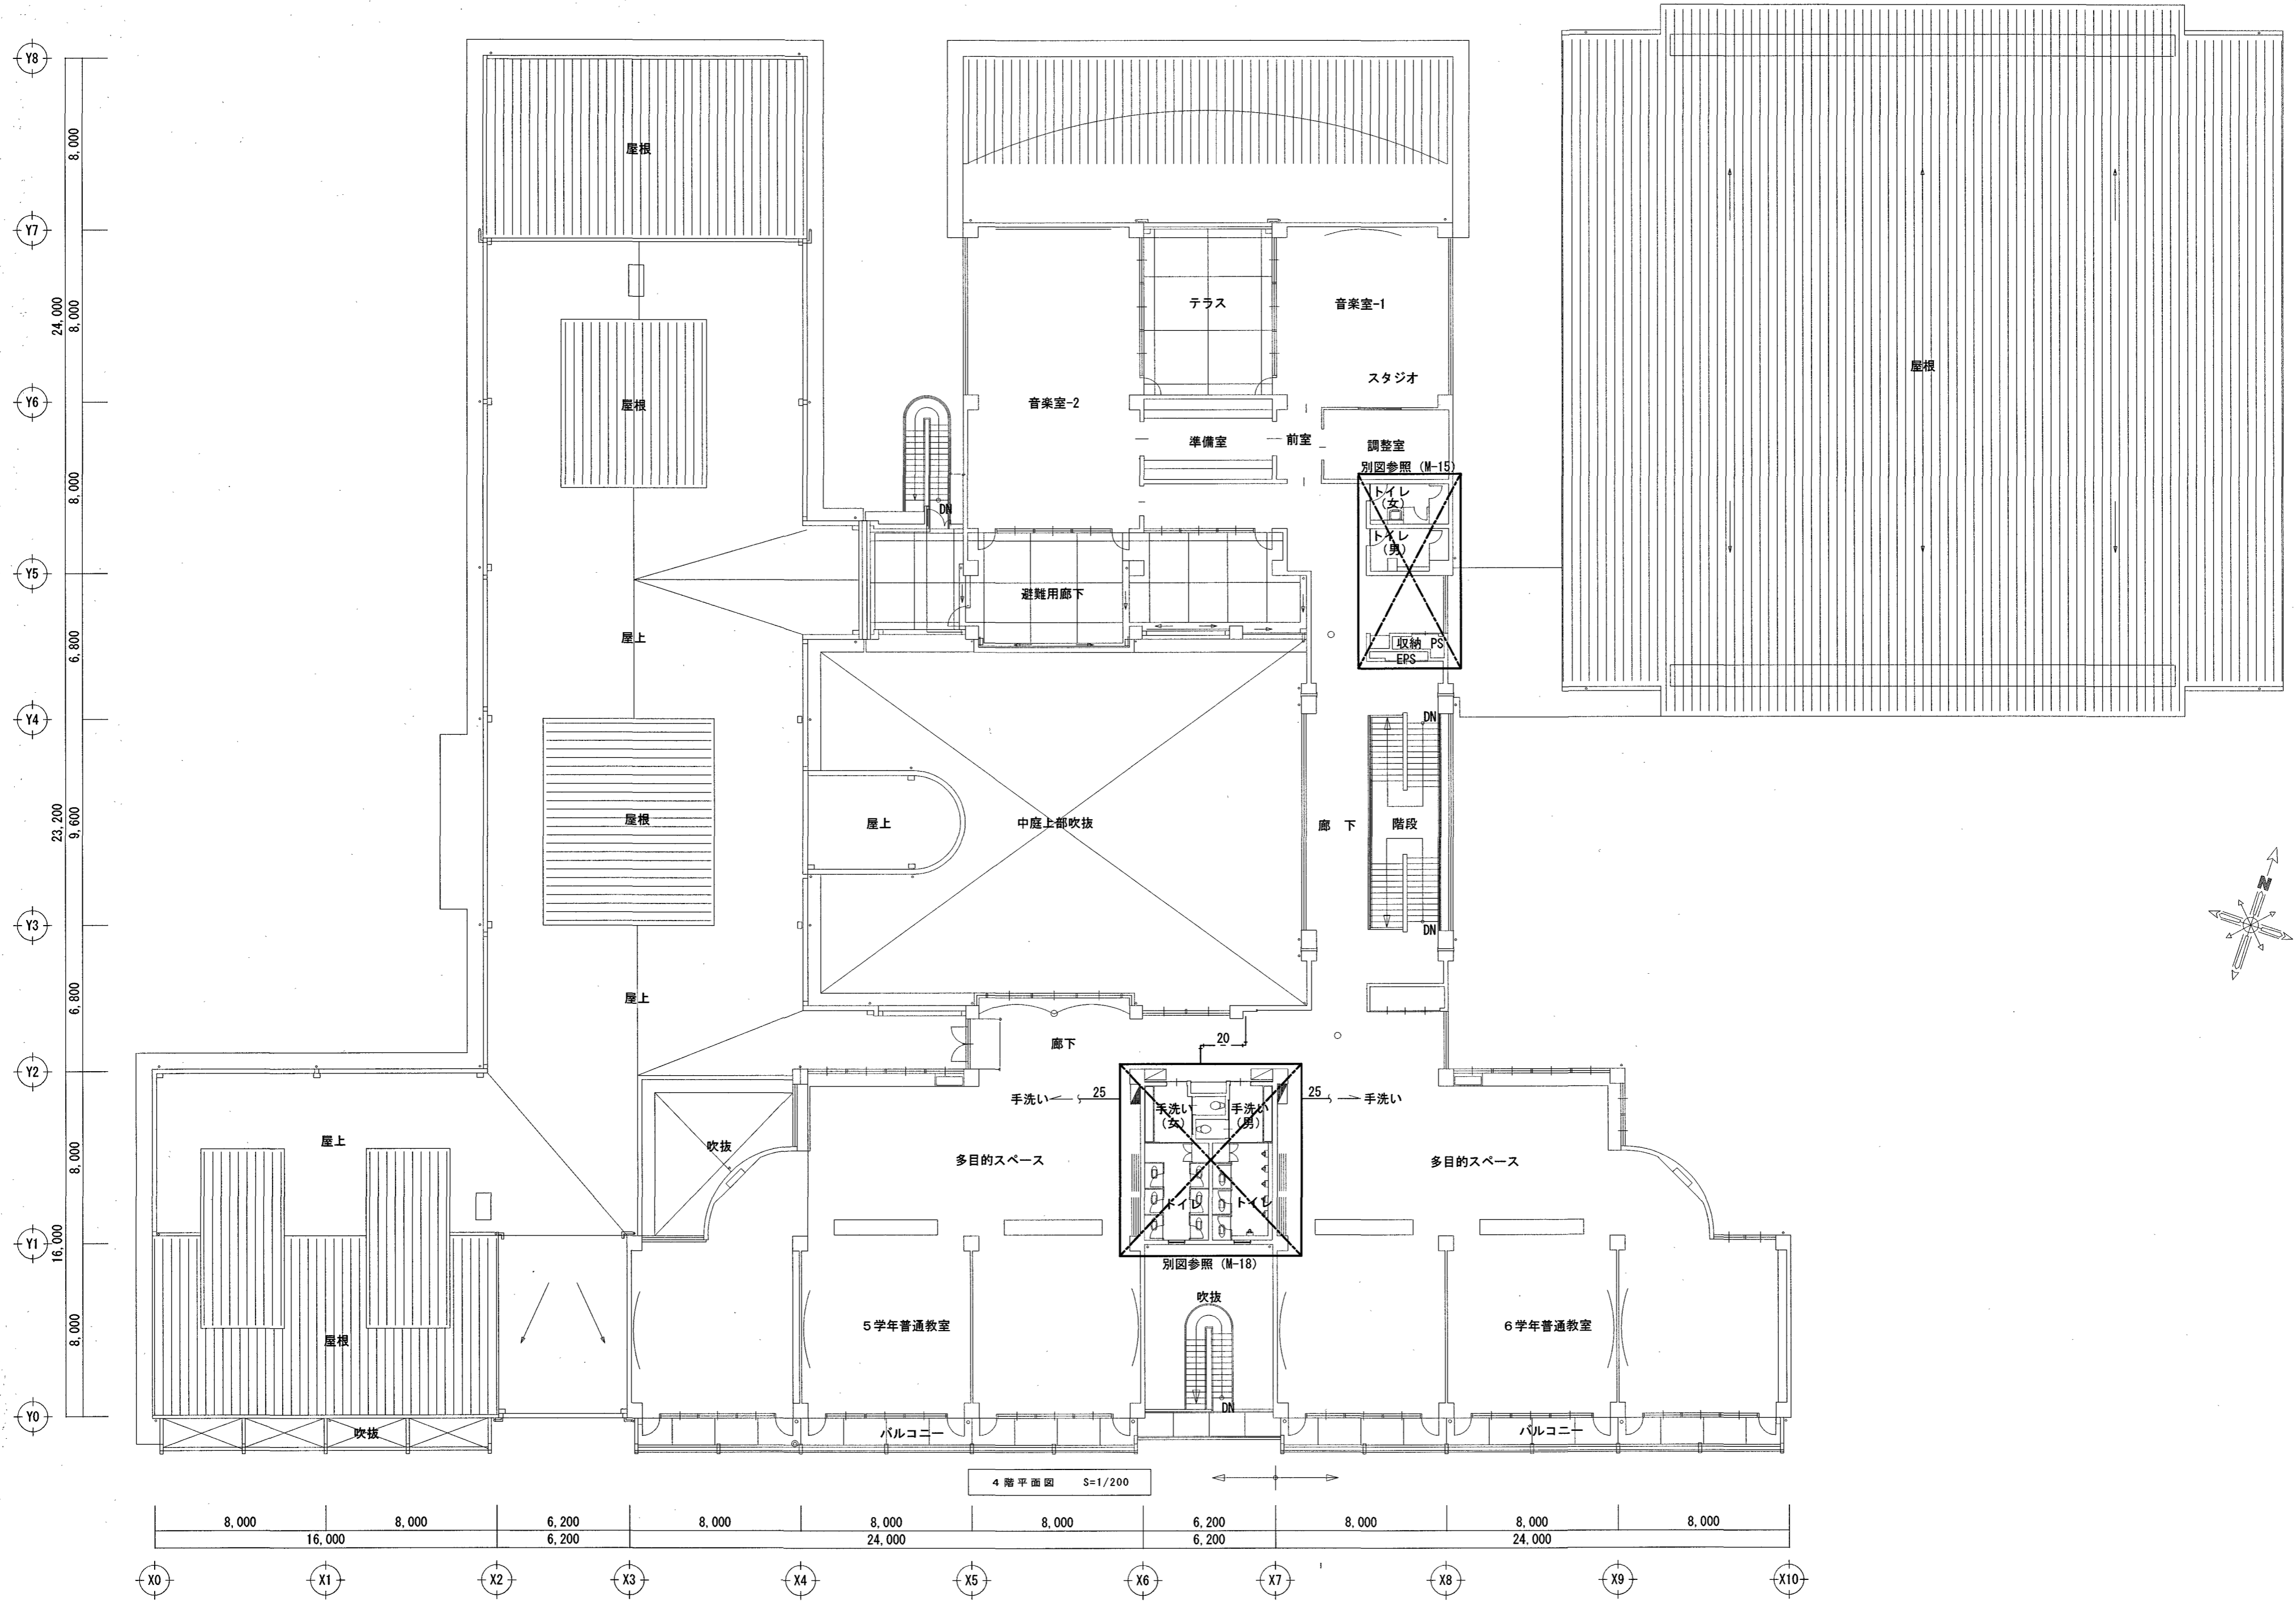 Y8
8,000
屋根
Y7
24,000
8,000
テラス
音楽室-1
屋根
スタジオ
Y6
屋根
音楽室-2
準備室
前室
調整室
別図参照 (M-15)
8,000
トイレ
(女)
DN
トイレ
(男)
Y5
避難用廊下
屋上
6,800
収納 PS
EPS
Y4
DN
23,200
9,600
屋根
屋上
中庭上部吹抜
廊 下
階段
N
Y3
DN
6,800
屋上
20
廊下
Y2
手洗い
25
手洗い
(女)
手洗い
(男)
25
手洗い
屋上
吹抜
8,000
多目的スペース
多目的スペース
トイレ
トイレ
Y1
16,000
別図参照 (M-18)
吹抜
8,000
屋根
5学年普通教室
6学年普通教室
DN
Y0
吹抜
バルコニー
バルコニー
4階平面図 S=1/200
8,000
8,000
6,200
8,000
8,000
8,000
6,200
8,000
8,000
8,000
16,000
6,200
24,000
6,200
24,000
X0
X1
X2
X3
X4
X5
X6
X7
X8
X9
X10